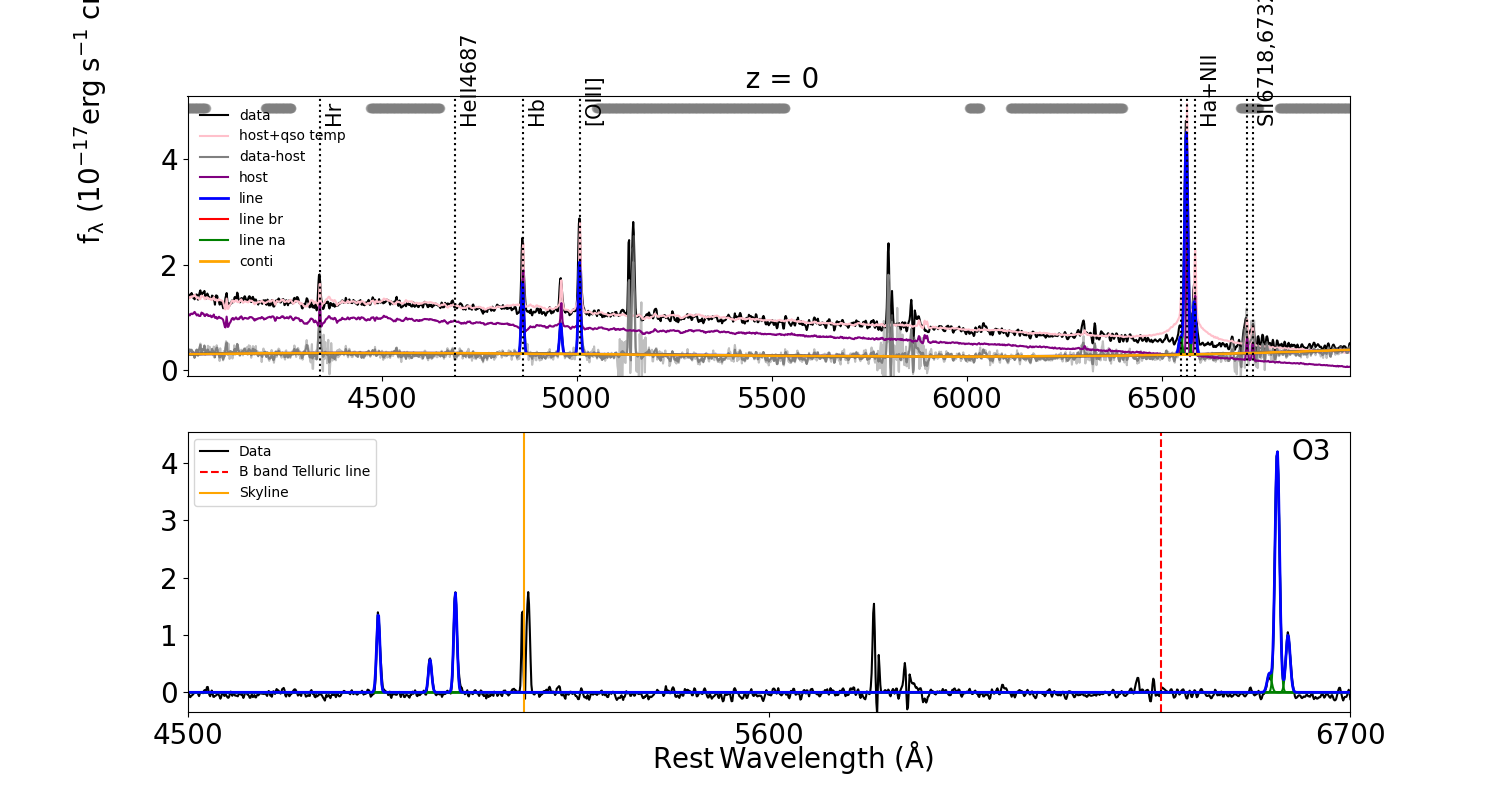 z = 0
fλ (10−17erg s−1 c
Hr
HeII4687
Hb
[OIII]
Ha+NII
SII6718,673
data
host+qso temp
data-host
host
line
line br
line na
conti
4
2
0
4500
5000
5500
6000
6500
Data
B band Telluric line
Skyline
O3
4
3
2
1
0
4500
5600
6700
Rest Wavelength (Å)